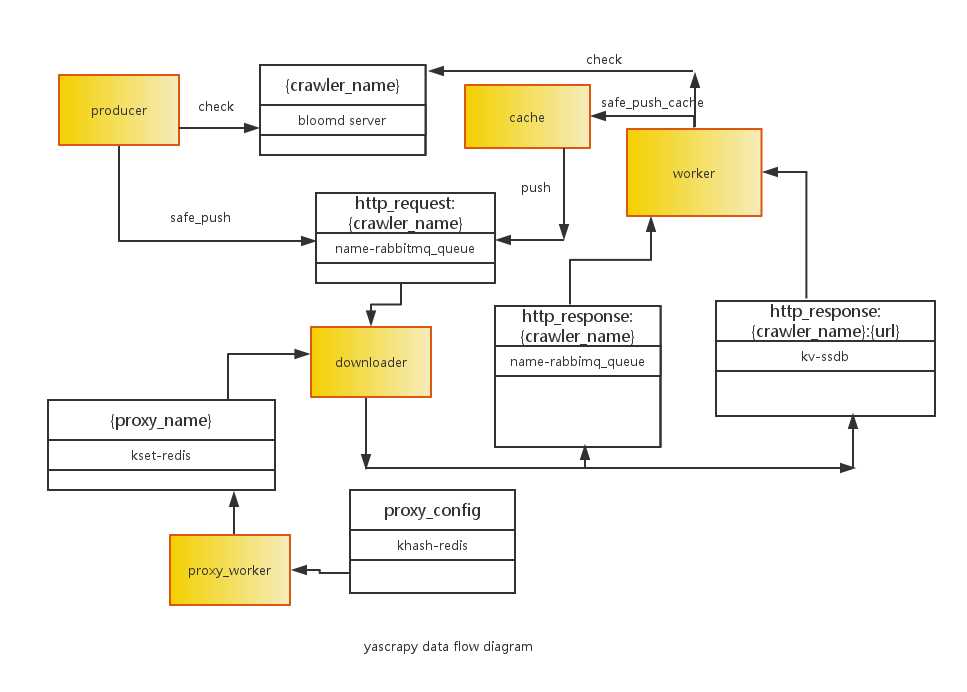 check
{crawler_name}
producer
check
cache
safe_push_cache
bloomd server
worker
push
http_request:
{crawler_name}
safe_push
name-rabbitmq_queue
http_response:
{crawler_name}
http_response:
{crawler_name}:{url}
downloader
name-rabbimq_queue
kv-ssdb
{proxy_name}
kset-redis
proxy_config
khash-redis
proxy_worker
yascrapy data flow diagram